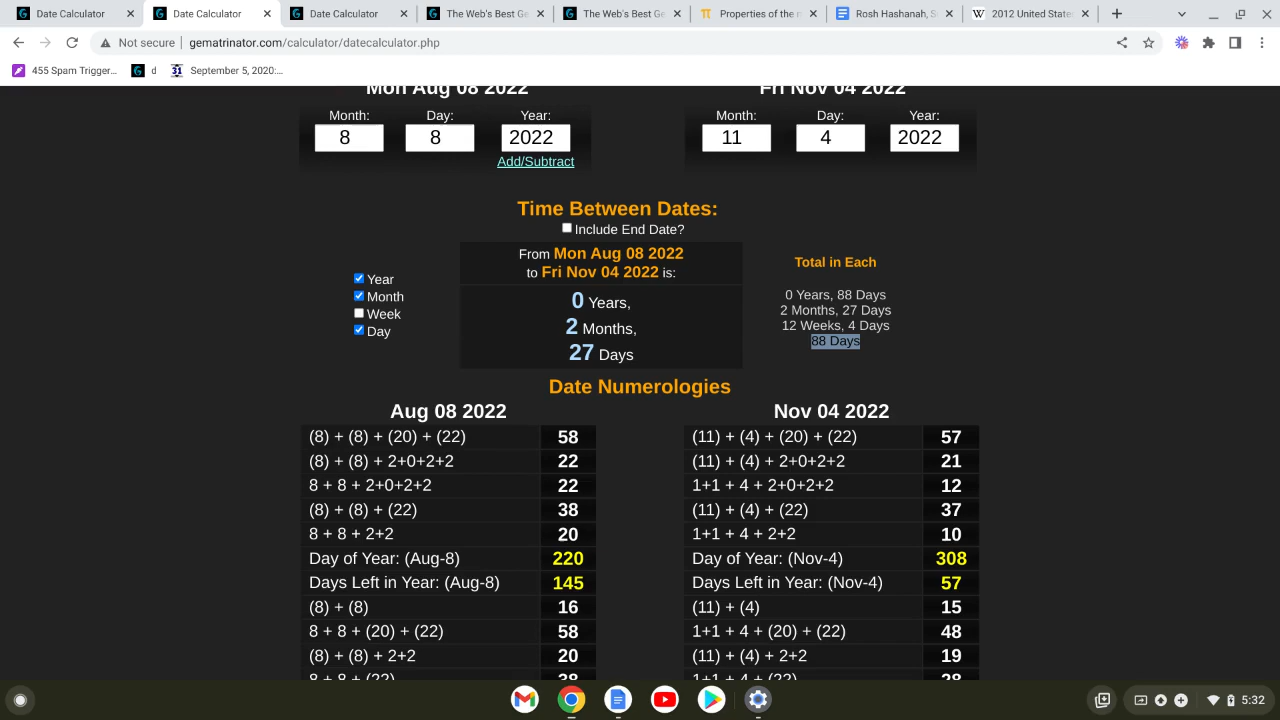 Date Calculator
Date Calculator
Date Calculator
The Web's Best Ge
The Web's Best Ge
Properties of the n
Rosh Hashanah, S
2012 United State
Not secure | gematrinator.com/calculator/datecalculator.php
455 Spam Trigger... d 31 September 5, 2020:...
Mon Aug 08 2022
Fri Nov 04 2022
Month: Day: Year:
8 8 2022
Add/Subtract
Month: Day: Year:
11 4 2022
Time Between Dates:
Include End Date?
From Mon Aug 08 2022
to Fri Nov 04 2022 is:
Year
Month
Week
Day
0 Years,
2 Months,
27 Days
Total in Each
0 Years, 88 Days
2 Months, 27 Days
12 Weeks, 4 Days
88 Days
Date Numerologies
Aug 08 2022
(8) + (8) + (20) + (22) 58
(8) + (8) + 2+0+2+2 22
8 + 8 + 2+0+2+2 22
(8) + (8) + (22) 38
8 + 8 + 2+2 20
Day of Year: (Aug-8) 220
Days Left in Year: (Aug-8) 145
(8) + (8) 16
8 + 8 + (20) + (22) 58
(8) + (8) + 2+2 20
8 + 8 + (22) 38
Nov 04 2022
(11) + (4) + (20) + (22) 57
(11) + (4) + 2+0+2+2 21
1+1 + 4 + 2+0+2+2 12
(11) + (4) + (22) 37
1+1 + 4 + 2+2 10
Day of Year: (Nov-4) 308
Days Left in Year: (Nov-4) 57
(11) + (4) 15
1+1 + 4 + (20) + (22) 48
(11) + (4) + 2+2 19
1+1 + 4 + (22) 28
5:32